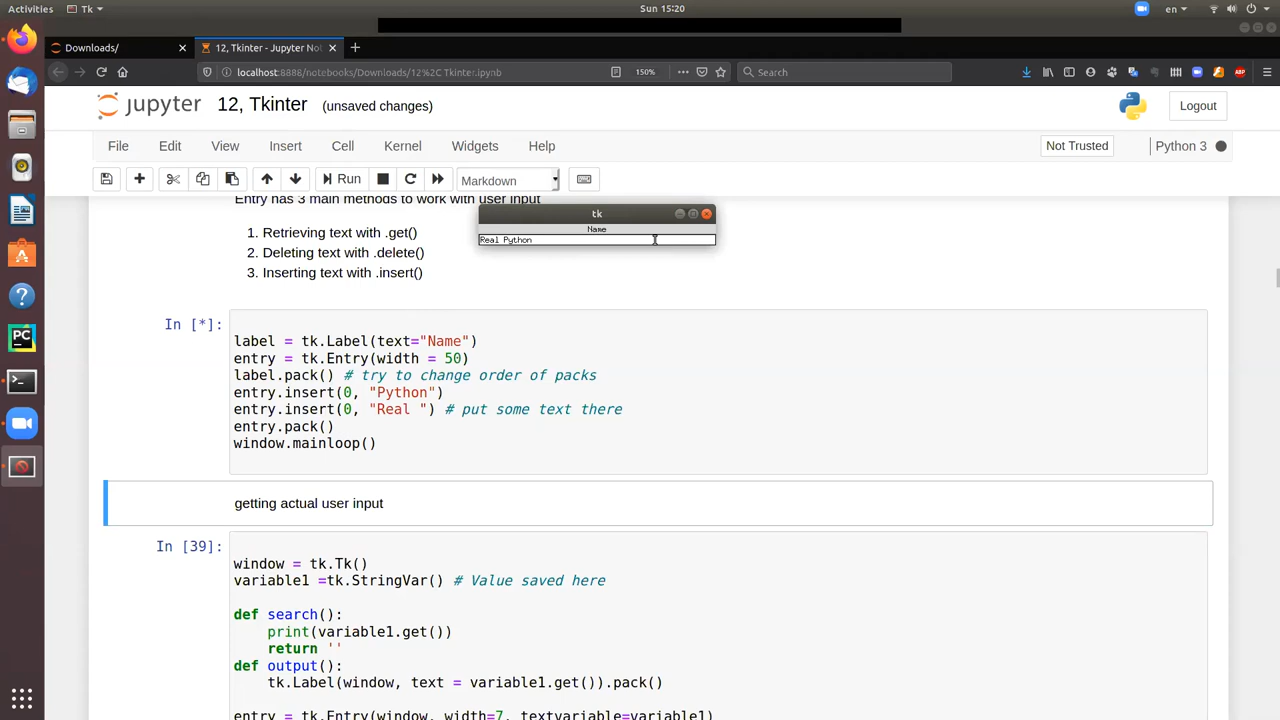 Activities
Tk
Sun 15:20
en
Downloads/
12, Tkinter - Jupyter Not
localhost:8888/notebooks/Downloads/12%2C Tkinter.ipynb
150%
Search
ABP
jupyter
12, Tkinter
(unsaved changes)
Logout
File
Edit
View
Insert
Cell
Kernel
Widgets
Help
Not Trusted
Python 3
Run
Markdown
Entry has 3 main methods to work with user input
tk
Name
Real Python
1. Retrieving text with .get()
2. Deleting text with .delete()
3. Inserting text with .insert()
In [*]:
label = tk.Label(text="Name")
entry = tk.Entry(width = 50)
label.pack() # try to change order of packs
entry.insert(0, "Python")
entry.insert(0, "Real ") # put some text there
entry.pack()
window.mainloop()
getting actual user input
In [39]:
window = tk.Tk()
variable1 =tk.StringVar() # Value saved here
def search():
print(variable1.get())
return ''
def output():
tk.Label(window, text = variable1.get()).pack()
entry = tk.Entry(window, width=7, textvariable=variable1)
PC